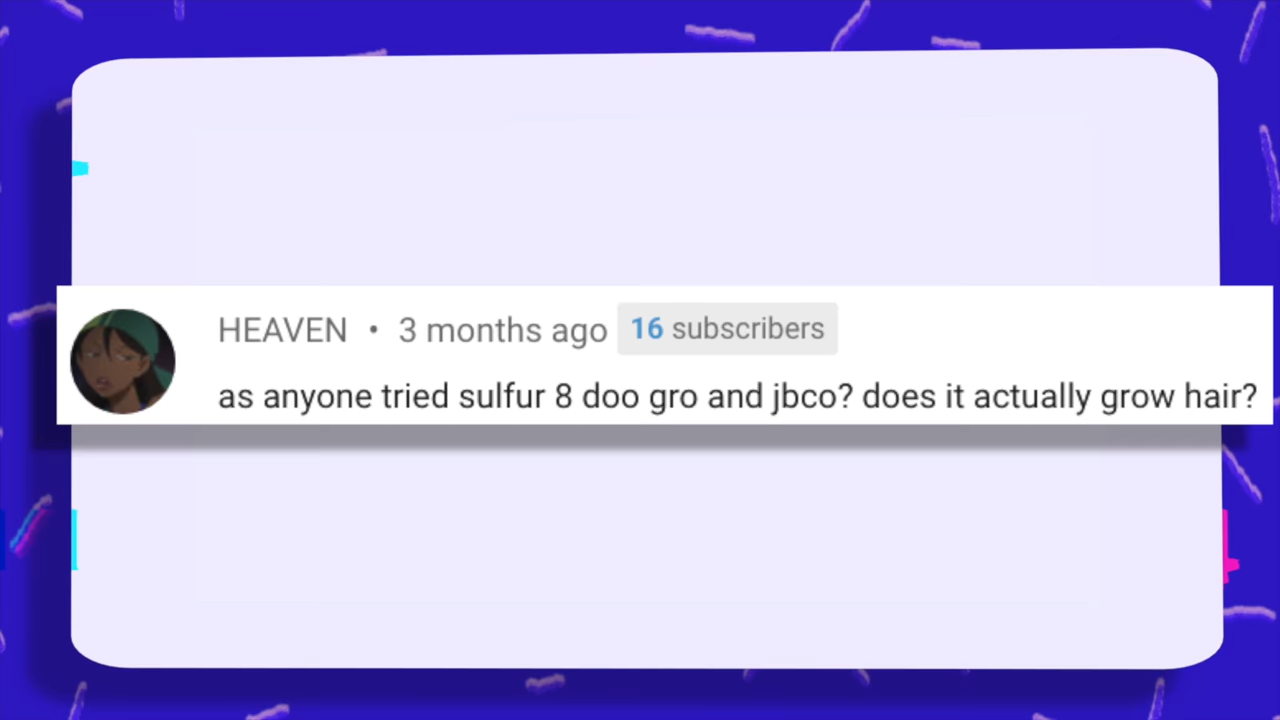 HEAVEN • 3 months ago 16 subscribers
as anyone tried sulfur 8 doo gro and jbco? does it actually grow hair?